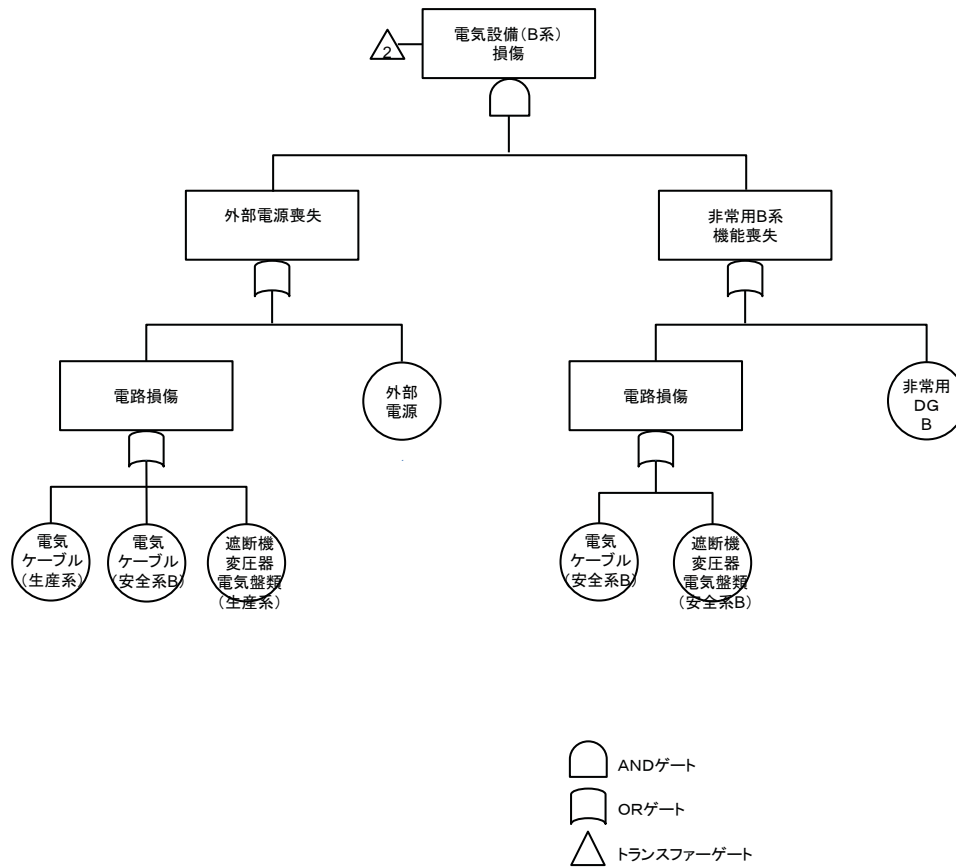 電気設備(B系)
損傷
2
外部電源喪失
非常用B系
機能喪失
電路損傷
外部
電源
電路損傷
非常用
DG
B
電気
ケーブル
(生産系)
電気
ケーブル
(安全系B)
遮断機
変圧器
電気盤類
(生産系)
電気
ケーブル
(安全系B)
遮断機
変圧器
電気盤類
(安全系B)
ANDゲート
ORゲート
トランスファーゲート